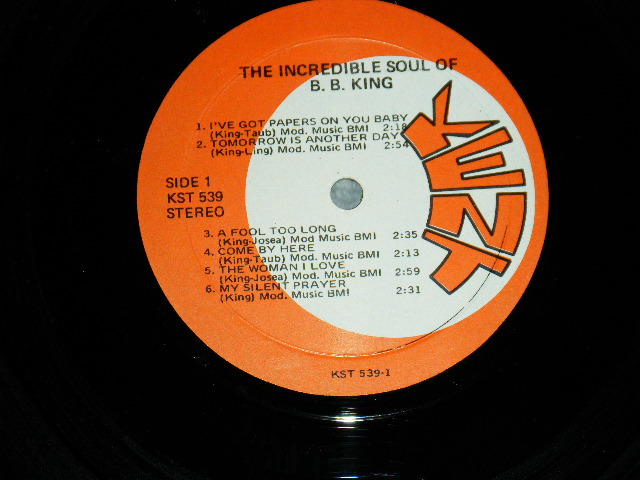 THE INCREDIBLE SOUL OF
B. B. KING
1. I'VE GOT PAPERS ON YOU BABY
(King-Taub) Mod. Music BMI 2:18
2. TOMORROW IS ANOTHER DAY
(King-Ling) Mod. Music BMI 2:54
SIDE 1
KST 539
STEREO
3. A FOOL TOO LONG
(King-Josea) Mod Music BMI 2:35
4. COME BY HERE
(King-Taub) Mod. Music BMI 2:13
5. THE WOMAN I LOVE
(King-Josea) Mod. Music BMI 2:59
6. MY SILENT PRAYER
(King) Mod. Music BMI 2:31
KENT
KST 539-1